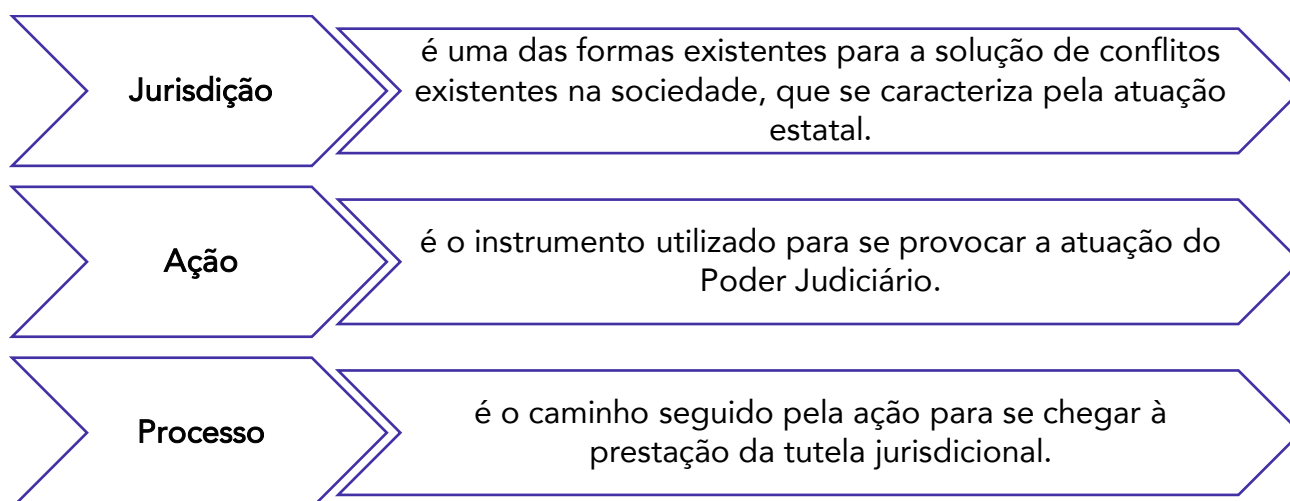 Jurisdição
é uma das formas existentes para a solução de conflitos
existentes na sociedade, que se caracteriza pela atuação
estatal.
Ação
é o instrumento utilizado para se provocar a atuação do
Poder Judiciário.
Processo
é o caminho seguido pela ação para se chegar à
prestação da tutela jurisdicional.